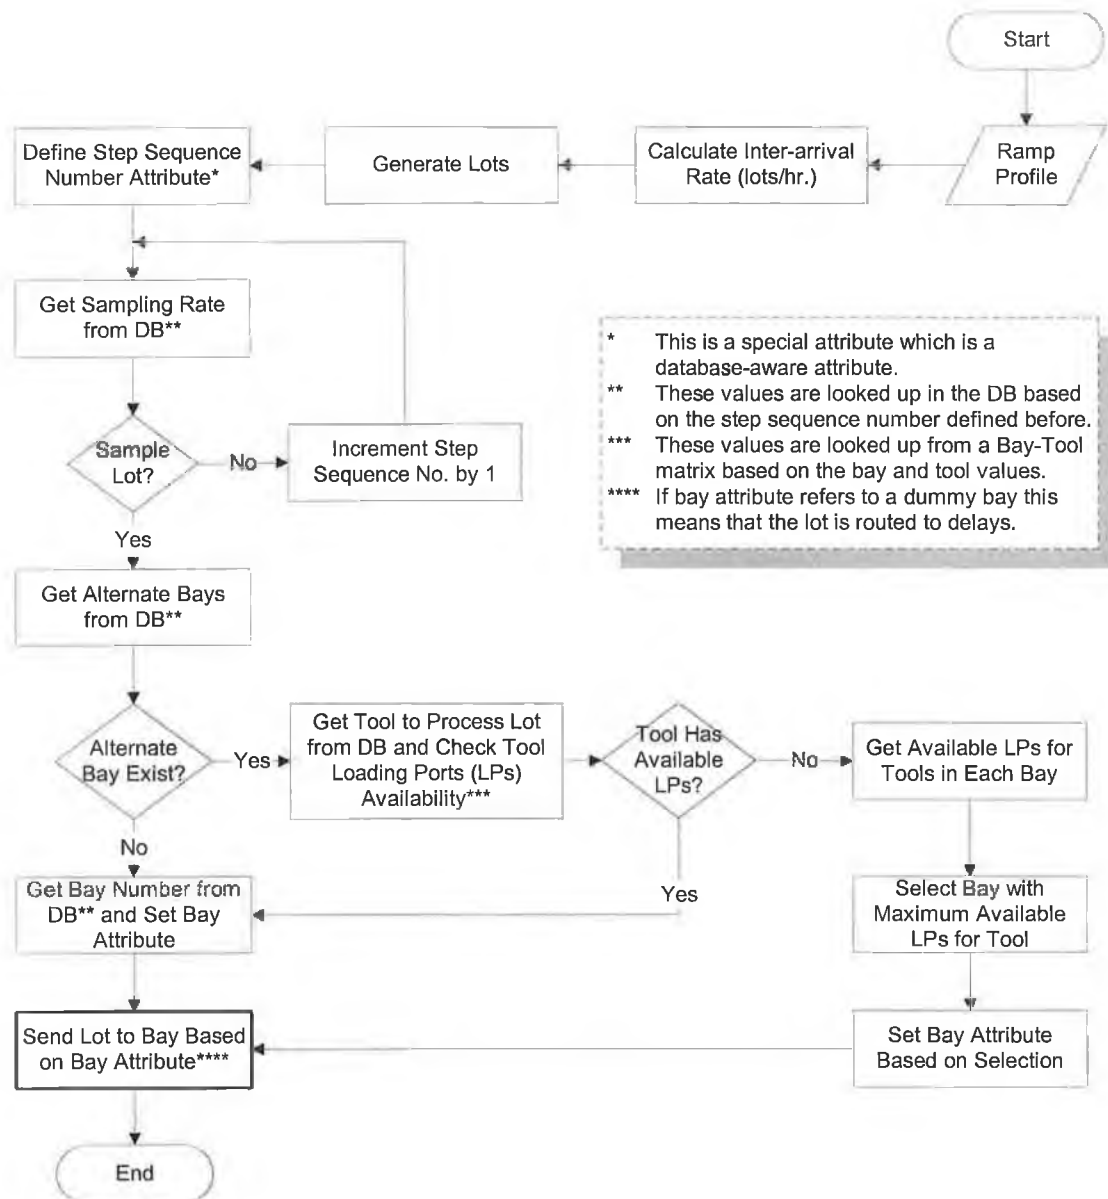 Start
Ramp
Profile
Calculate Inter-arrival
Rate (lots/hr.)
Generate Lots
Define Step Sequence
Number Attribute*
Get Sampling Rate
from DB**
Sample
Lot?
No
Increment Step
Sequence No. by 1
Yes
* This is a special attribute which is a
database-aware attribute.
** These values are looked up in the DB based
on the step sequence number defined before.
*** These values are looked up from a Bay-Tool
matrix based on the bay and tool values.
**** If bay attribute refers to a dummy bay this
means that the lot is routed to delays.
Get Alternate Bays
from DB**
Alternate
Bay Exist?
Yes
Get Tool to Process Lot
from DB and Check Tool
Loading Ports (LPs)
Availability***
Tool Has
Available
LPs?
No
Get Available LPs for
Tools in Each Bay
No
Yes
Get Bay Number from
DB** and Set Bay
Attribute
Select Bay with
Maximum Available
LPs for Tool
Send Lot to Bay Based
on Bay Attribute****
Set Bay Attribute
Based on Selection
End